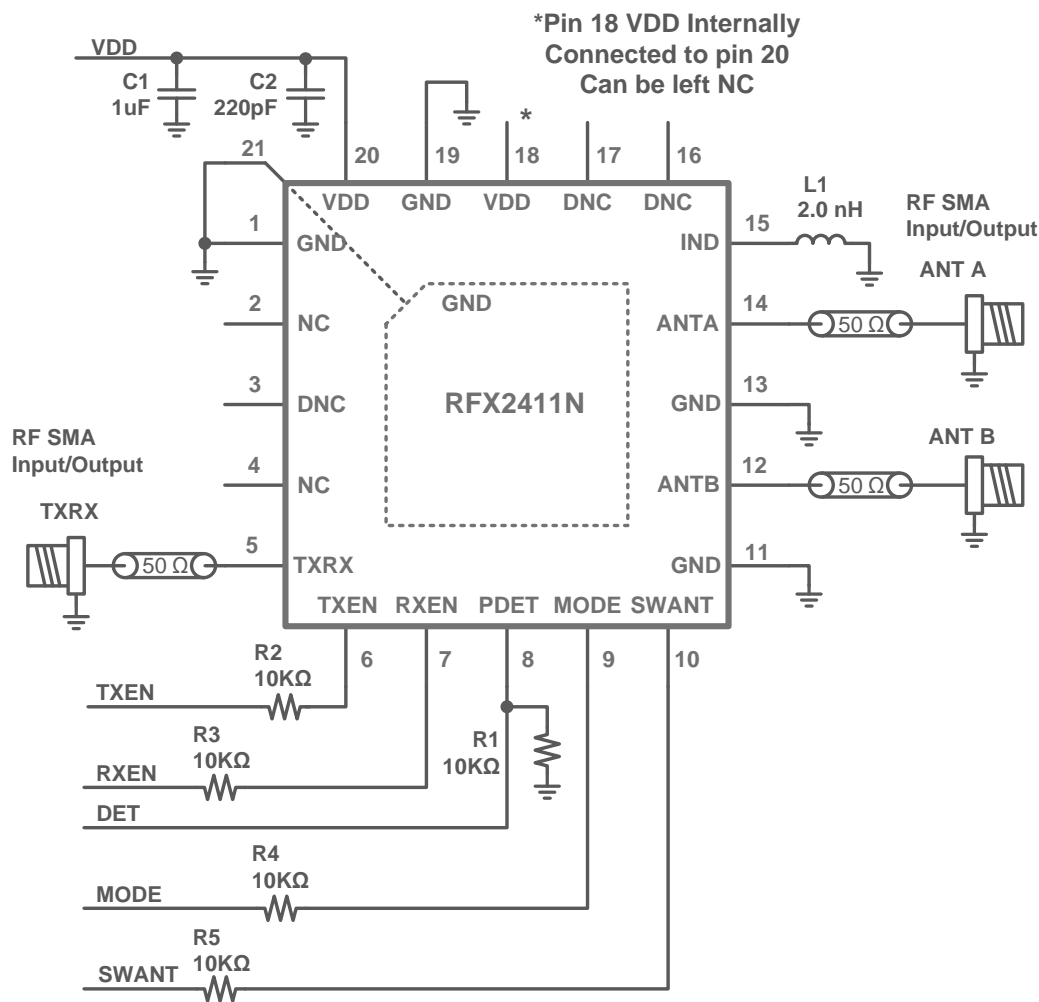 *Pin 18 VDD Internally
Connected to pin 20
Can be left NC
VDD
C1
1uF
C2
220pF
*
21
20
19
18
17
16
VDD
GND
VDD
DNC
DNC
L1
2.0 nH
RF SMA
Input/Output
ANT A
1
GND
15
IND
2
NC
GND
14
ANTA
50 Ω
3
DNC
RFX2411N
13
GND
RF SMA
Input/Output
TXRX
4
NC
12
ANTB
50 Ω
ANT B
50 Ω
5
TXRX
11
GND
TXEN
RXEN
PDET
MODE
SWANT
6
7
8
9
10
R2
10KΩ
TXEN
R3
10KΩ
RXEN
R1
10KΩ
DET
R4
10KΩ
MODE
R5
10KΩ
SWANT